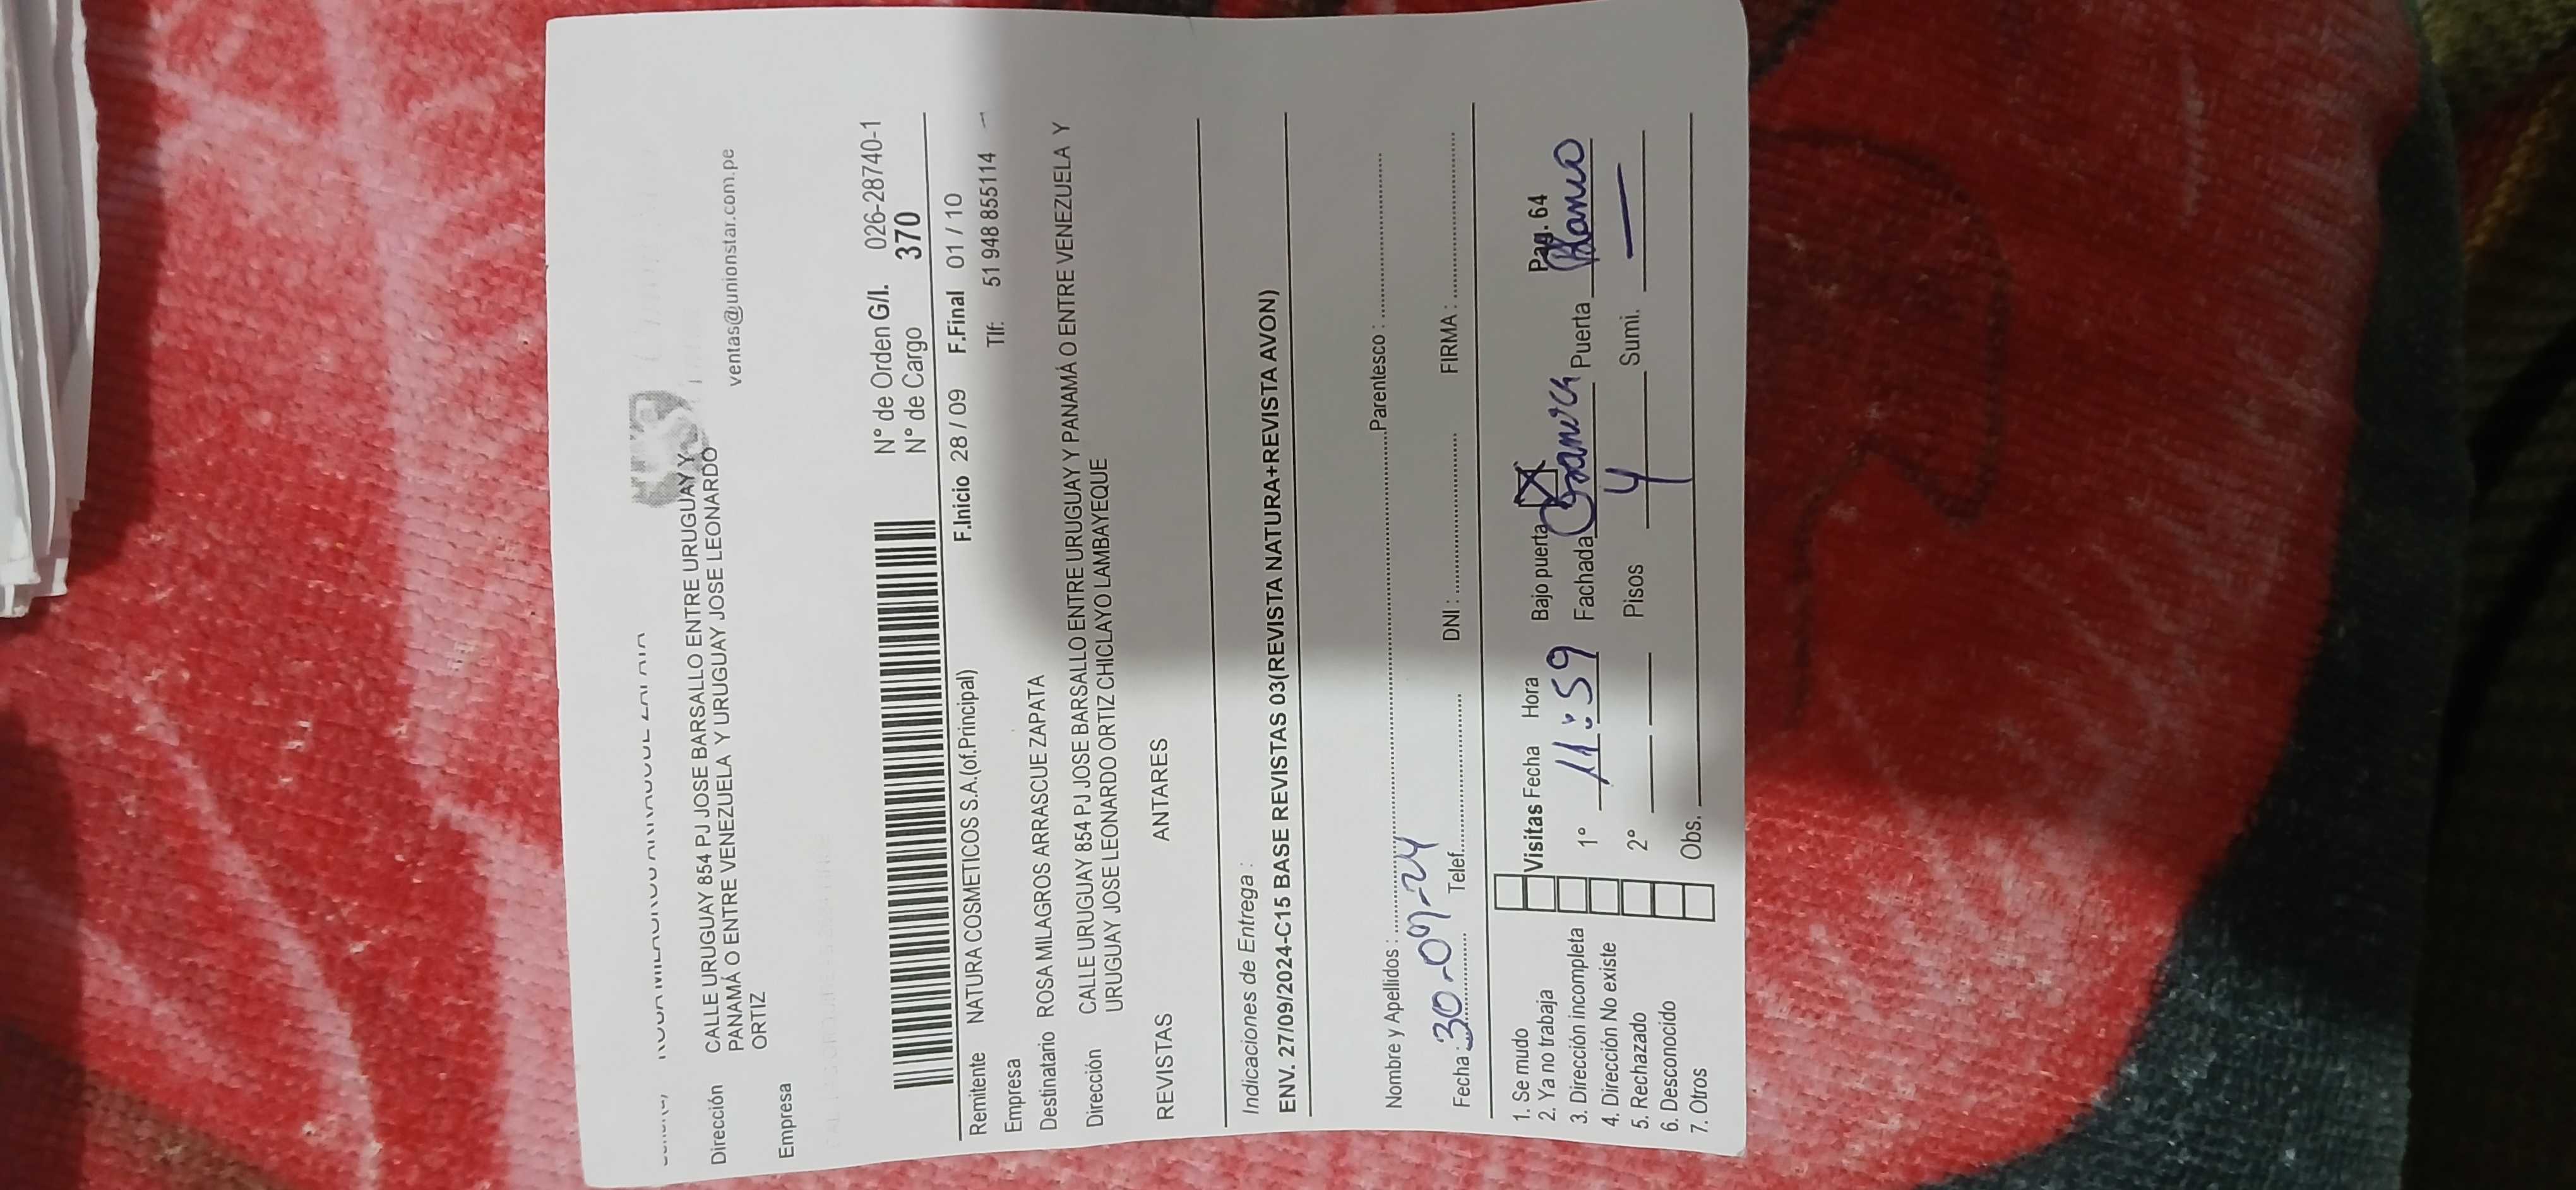 DIRECCIÓN CALLE URUGUAY 854 PJ JOSE BARSALLO ENTRE URUGUAY Y
PANAMÁ O ENTRE VENEZUELA Y URUGUAY JOSE LEONARDO
ORTIZ
ventas@unionstar.com.pe
Empresa
N° de Orden G/I. 026-28740-1
N° de Cargo 370
F.Inicio 28 / 09 F.Final 01 / 10
Remitente NATURA COSMETICOS S.A.(of.Principal) Tlf: 51 948 855114
Empresa
Destinatario ROSA MILAGROS ARRASCUE ZAPATA
Dirección CALLE URUGUAY 854 PJ JOSE BARSALLO ENTRE URUGUAY Y PANAMÁ O ENTRE VENEZUELA Y
URUGUAY JOSE LEONARDO ORTIZ CHICLAYO LAMBAYEQUE
REVISTAS ANTARES
Indicaciones de Entrega :
ENV. 27/09/2024-C15 BASE REVISTAS 03(REVISTA NATURA+REVISTA AVON)
Nombre y Apellidos : Parentesco :
Fecha : 30-09-24 Telef. DNI : FIRMA :
1. Se mudo
2. Ya no trabaja
3. Dirección incompleta
4. Dirección No existe
5. Rechazado
6. Desconocido
7. Otros
Visitas Fecha Hora Bajo puerta Pag. 64
1° 11:59 Fachada Puerta Blanco
2° Pisos 4 Sumi. —
Obs.